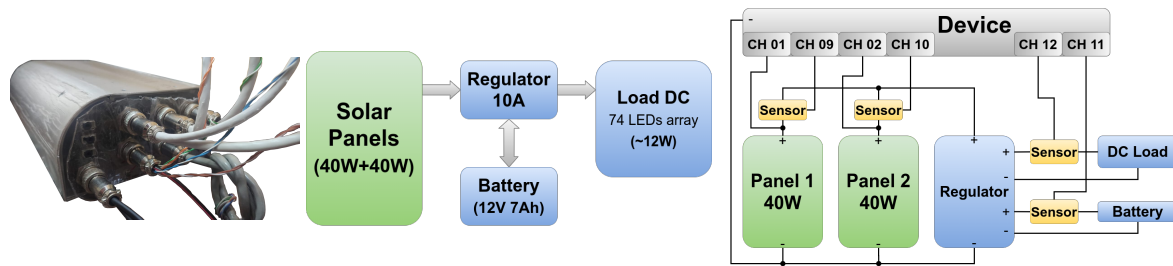 Solar
Panels
(40W+40W)
Regulator
10A
Battery
(12V 7Ah)
Load DC
74 LEDs array
(~12W)
-
Device
CH 01
CH 09
CH 02
CH 10
CH 12
CH 11
Sensor
Sensor
+
Panel 1
40W
-
+
Panel 2
40W
-
+
Regulator
+
-
+
-
-
Sensor
DC Load
Sensor
Battery